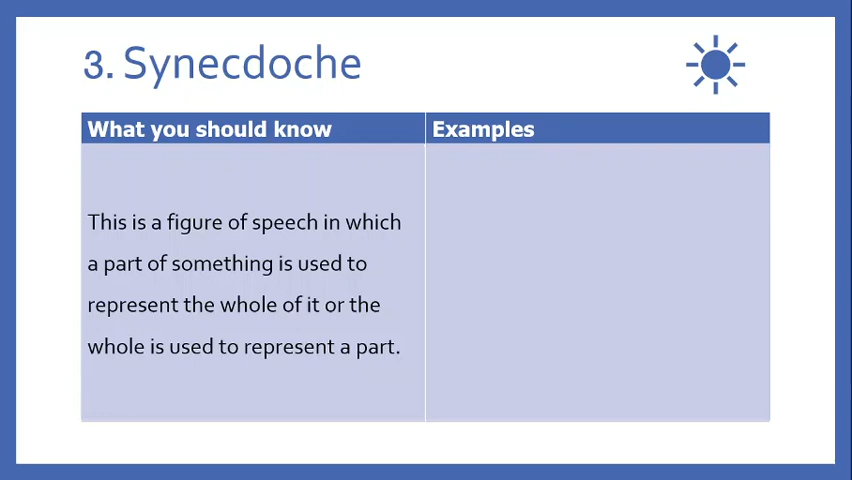 3. Synecdoche
What you should know
Examples
This is a figure of speech in which
a part of something is used to
represent the whole of it or the
whole is used to represent a part.